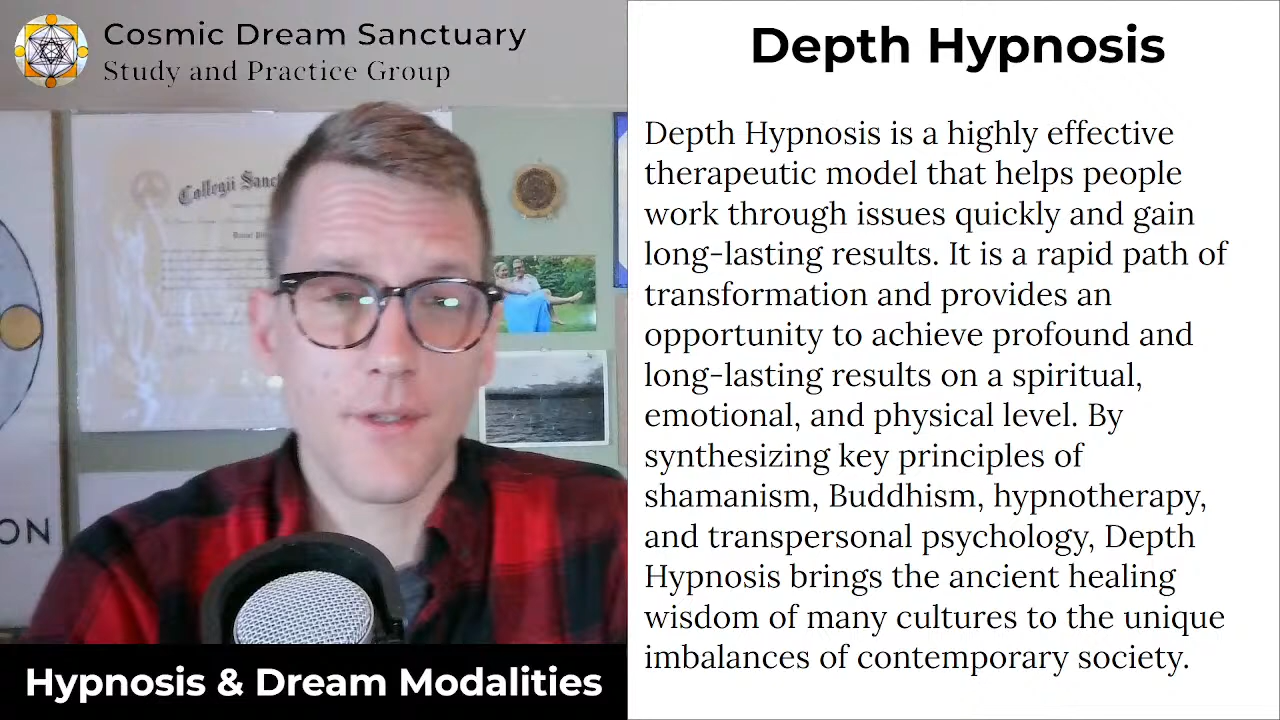 Cosmic Dream Sanctuary
Study and Practice Group
Collegii Sanc
Daniel
ON
Hypnosis & Dream Modalities
Depth Hypnosis
Depth Hypnosis is a highly effective
therapeutic model that helps people
work through issues quickly and gain
long-lasting results. It is a rapid path of
transformation and provides an
opportunity to achieve profound and
long-lasting results on a spiritual,
emotional, and physical level. By
synthesizing key principles of
shamanism, Buddhism, hypnotherapy,
and transpersonal psychology, Depth
Hypnosis brings the ancient healing
wisdom of many cultures to the unique
imbalances of contemporary society.